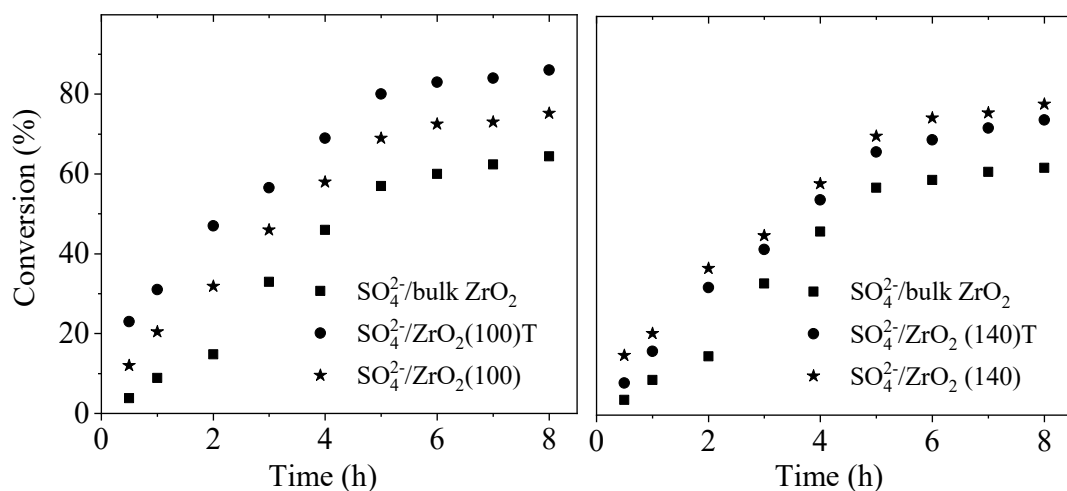 Conversion (%)
80
60
40
20
0
SO₄²⁻/bulk ZrO₂
SO₄²⁻/ZrO₂(100)T
SO₄²⁻/ZrO₂(100)
0 2 4 6 8
Time (h)
SO₄²⁻/bulk ZrO₂
SO₄²⁻/ZrO₂ (140)T
SO₄²⁻/ZrO₂ (140)
0 2 4 6 8
Time (h)